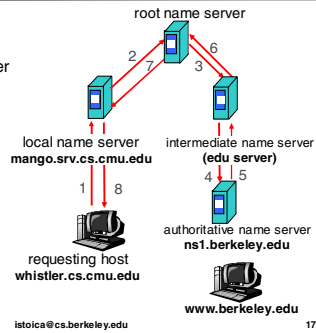 root name server
6
2
7
3
er
local name server
mango.srv.cs.cmu.edu
intermediate name server
(edu server)
4
5
1
8
authoritative name server
ns1.berkeley.edu
requesting host
whistler.cs.cmu.edu
www.berkeley.edu
istoica@cs.berkeley.edu
17